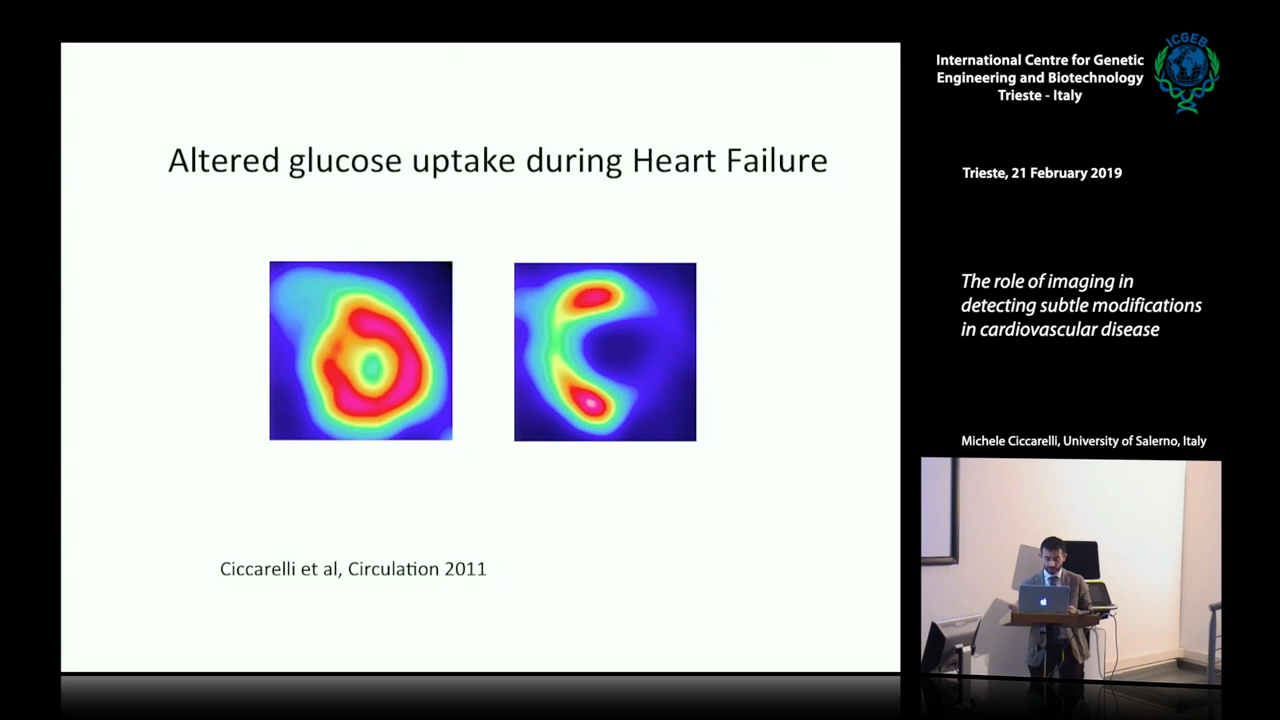 Altered glucose uptake during Heart Failure
Ciccarelli et al, Circulation 2011
International Centre for Genetic
Engineering and Biotechnology
Trieste - Italy
ICGEB
Trieste, 21 February 2019
The role of imaging in
detecting subtle modifications
in cardiovascular disease
Michele Ciccarelli, University of Salerno, Italy